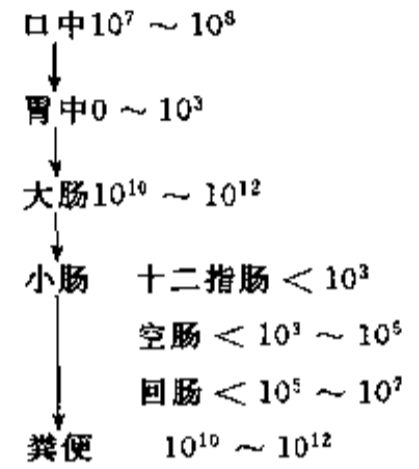 口中10⁷ ~ 10⁸
胃中0 ~ 10³
大肠10¹⁰ ~ 10¹²
小肠 十二指肠 < 10³
空肠 < 10³ ~ 10⁵
回肠 < 10⁵ ~ 10⁷
粪便 10¹⁰ ~ 10¹²